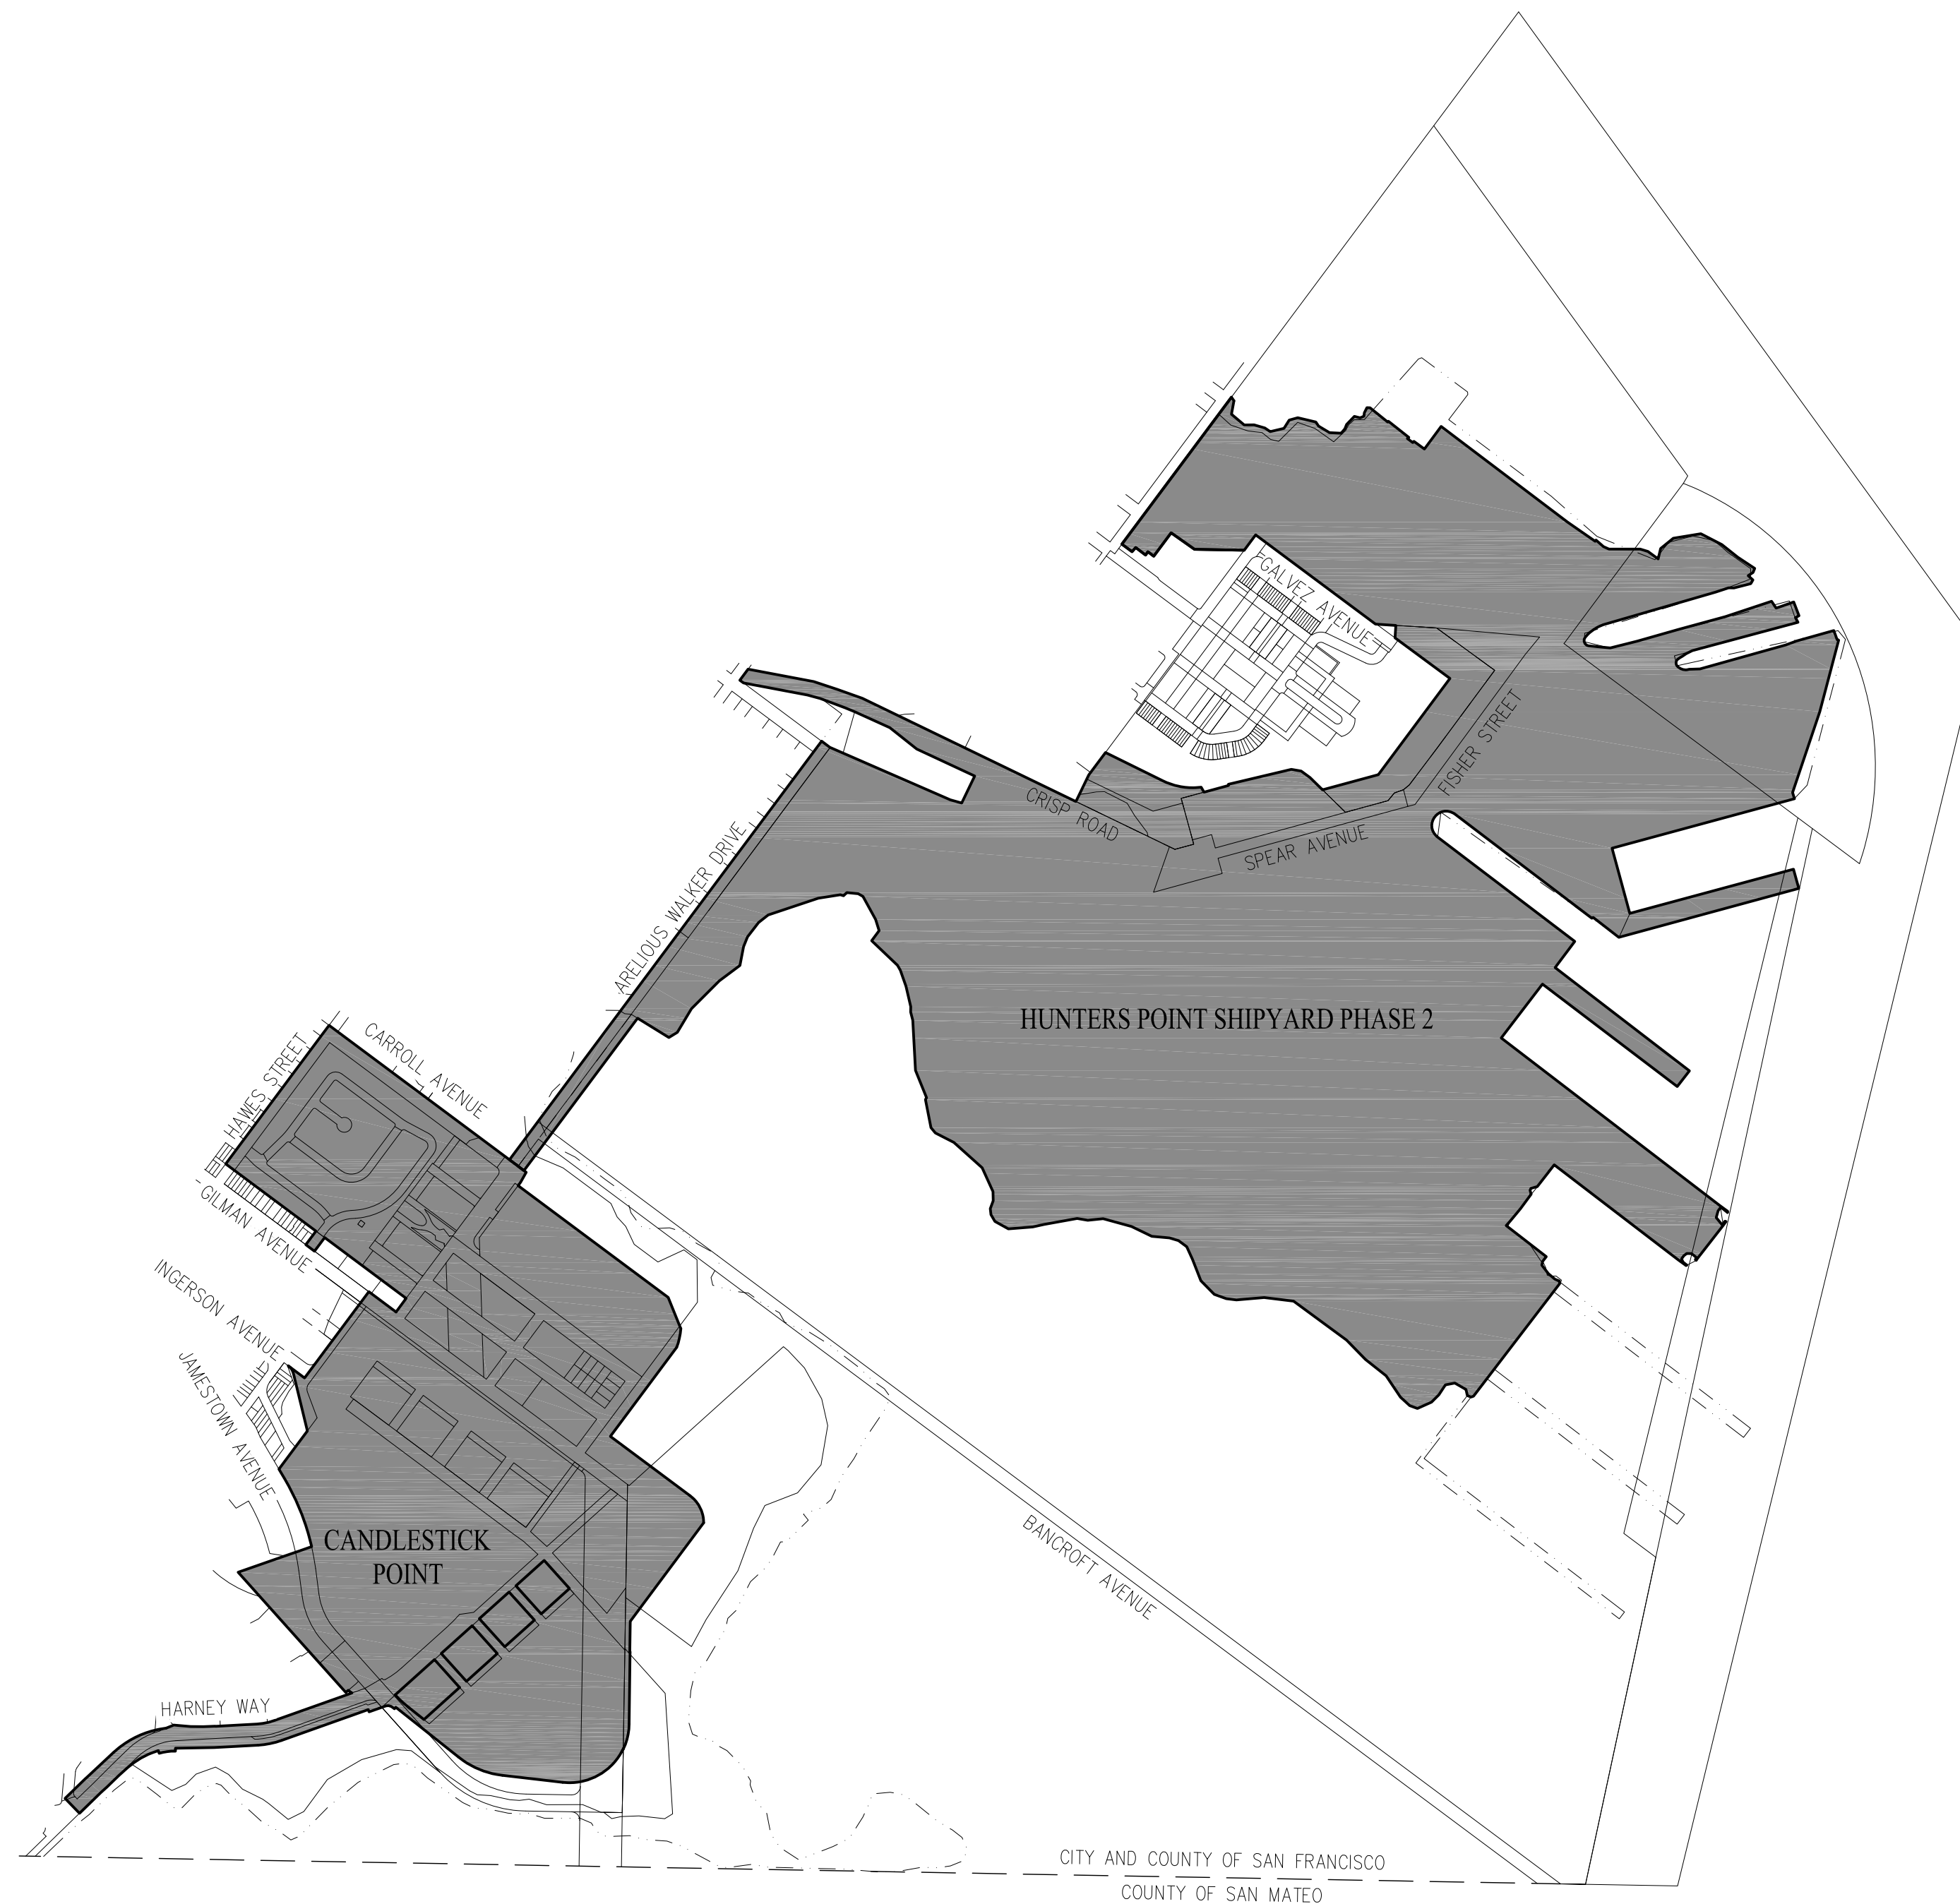 GALVEZ AVENUE
FISHER STREET
CRISP ROAD
SPEAR AVENUE
ARELIOUS WALKER DRIVE
HUNTERS POINT SHIPYARD PHASE 2
HAWES STREET
CARROLL AVENUE
GILMAN AVENUE
INGERSON AVENUE
JAMESTOWN AVENUE
CANDLESTICK
POINT
BANCROFT AVENUE
HARNEY WAY
CITY AND COUNTY OF SAN FRANCISCO
COUNTY OF SAN MATEO